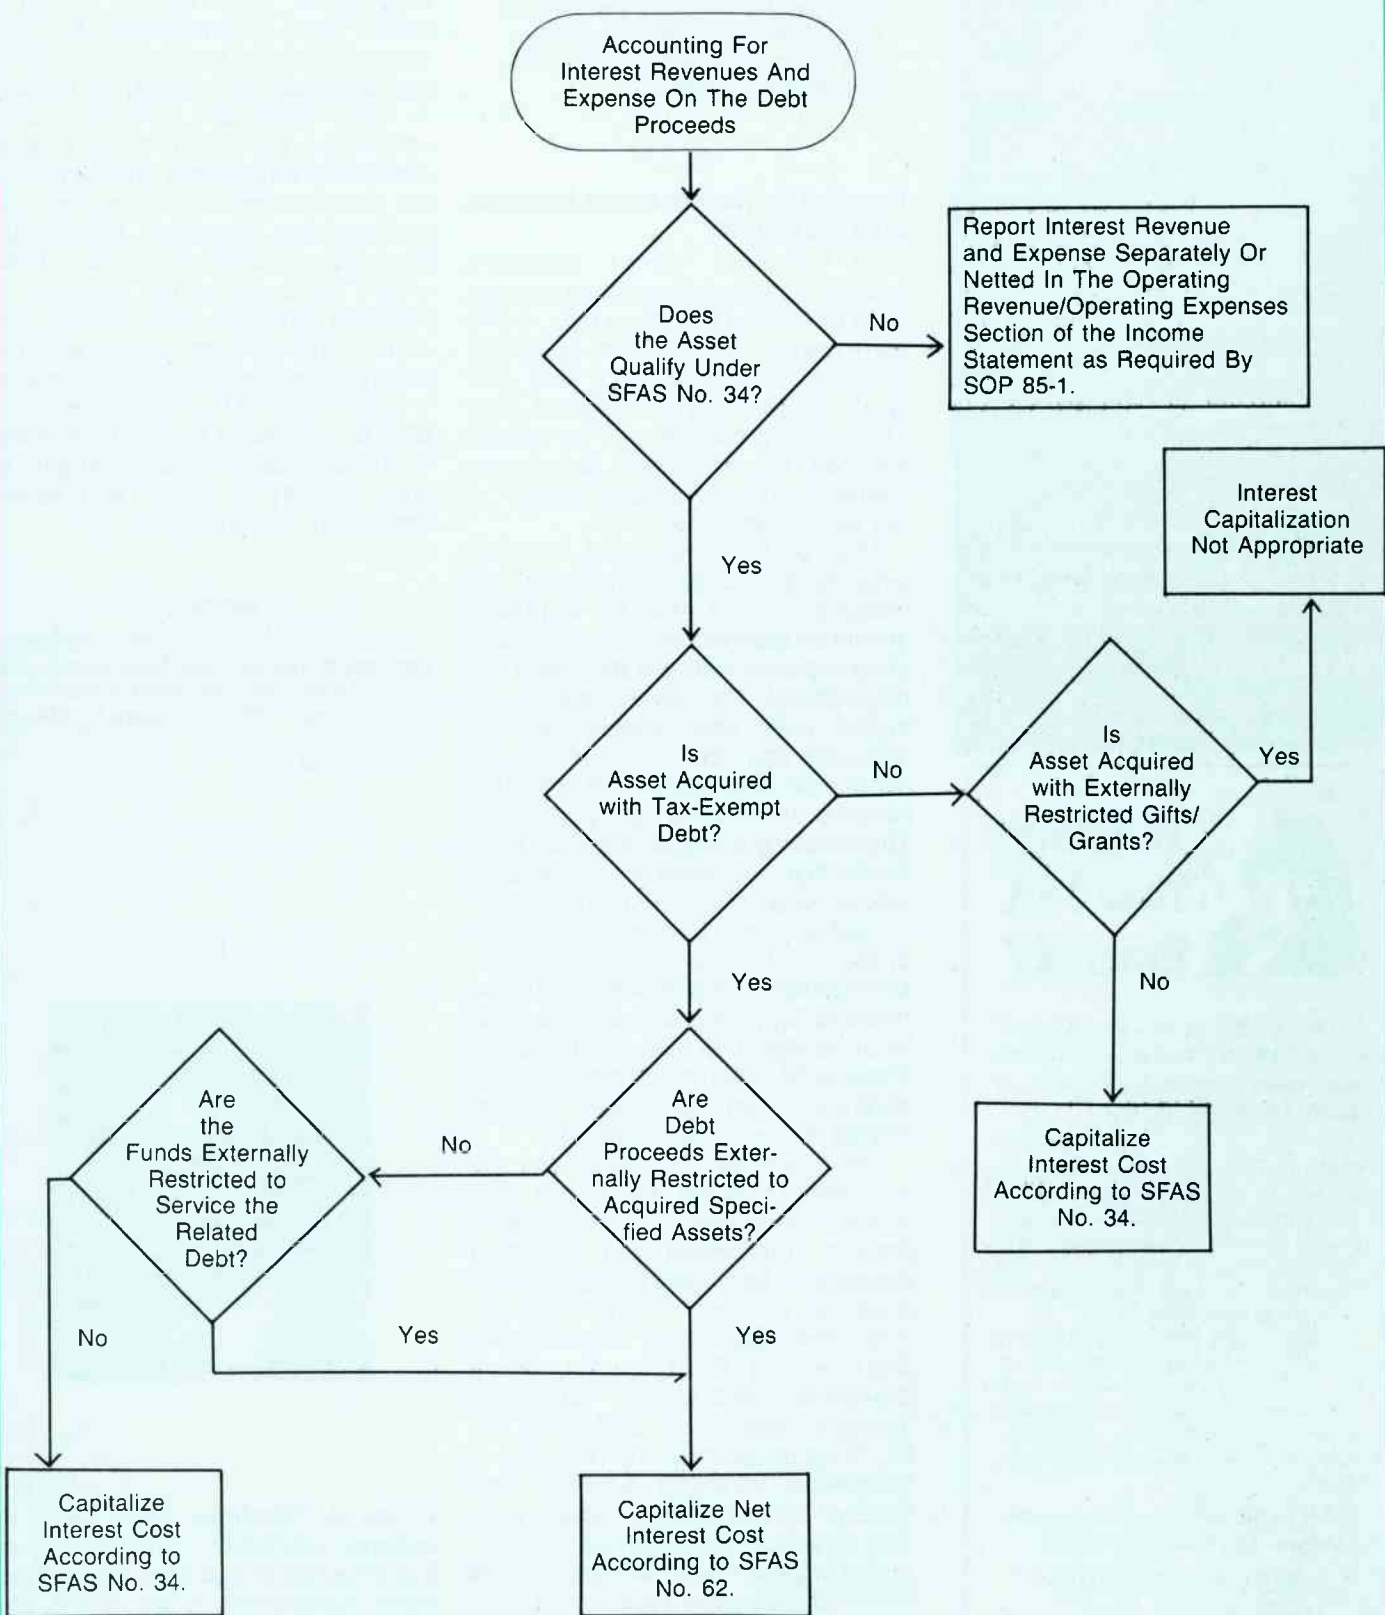 Accounting For
Interest Revenues And
Expense On The Debt
Proceeds
Does
the Asset
Qualify Under
SFAS No. 34?
No
Report Interest Revenue
and Expense Separately Or
Netted In The Operating
Revenue/Operating Expenses
Section of the Income
Statement as Required By
SOP 85-1.
Yes
Interest
Capitalization
Not Appropriate
Is
Asset Acquired
with Tax-Exempt
Debt?
No
Is
Asset Acquired
with Externally
Restricted Gifts/
Grants?
Yes
Yes
No
Are
the
Funds Externally
Restricted to
Service the
Related
Debt?
No
Are
Debt
Proceeds Exter-
nally Restricted to
Acquired Speci-
fied Assets?
Capitalize
Interest Cost
According to SFAS
No. 34.
No
Yes
Yes
Capitalize
Interest Cost
According to
SFAS No. 34.
Capitalize Net
Interest Cost
According to SFAS
No. 62.